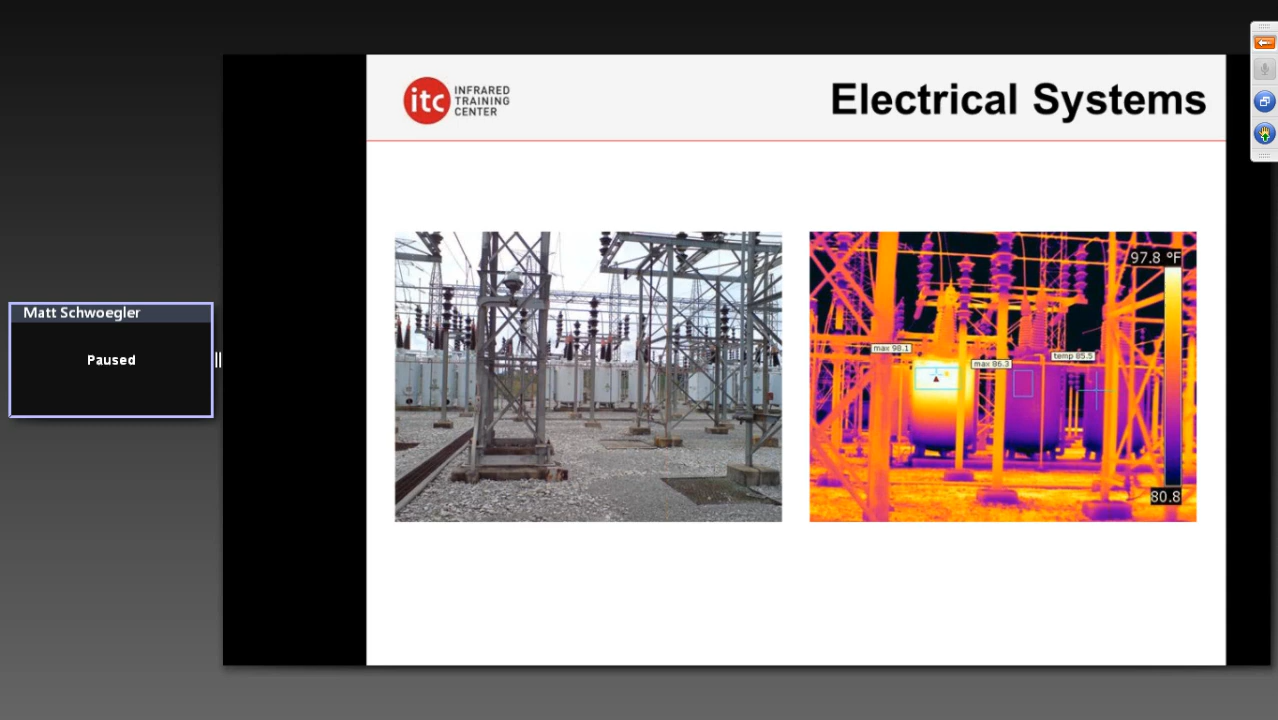 itc
INFRARED
TRAINING
CENTER
Electrical Systems
Matt Schwoegler
Paused
97.8 °F
max 98.1
max 86.3
temp 85.5
80.8